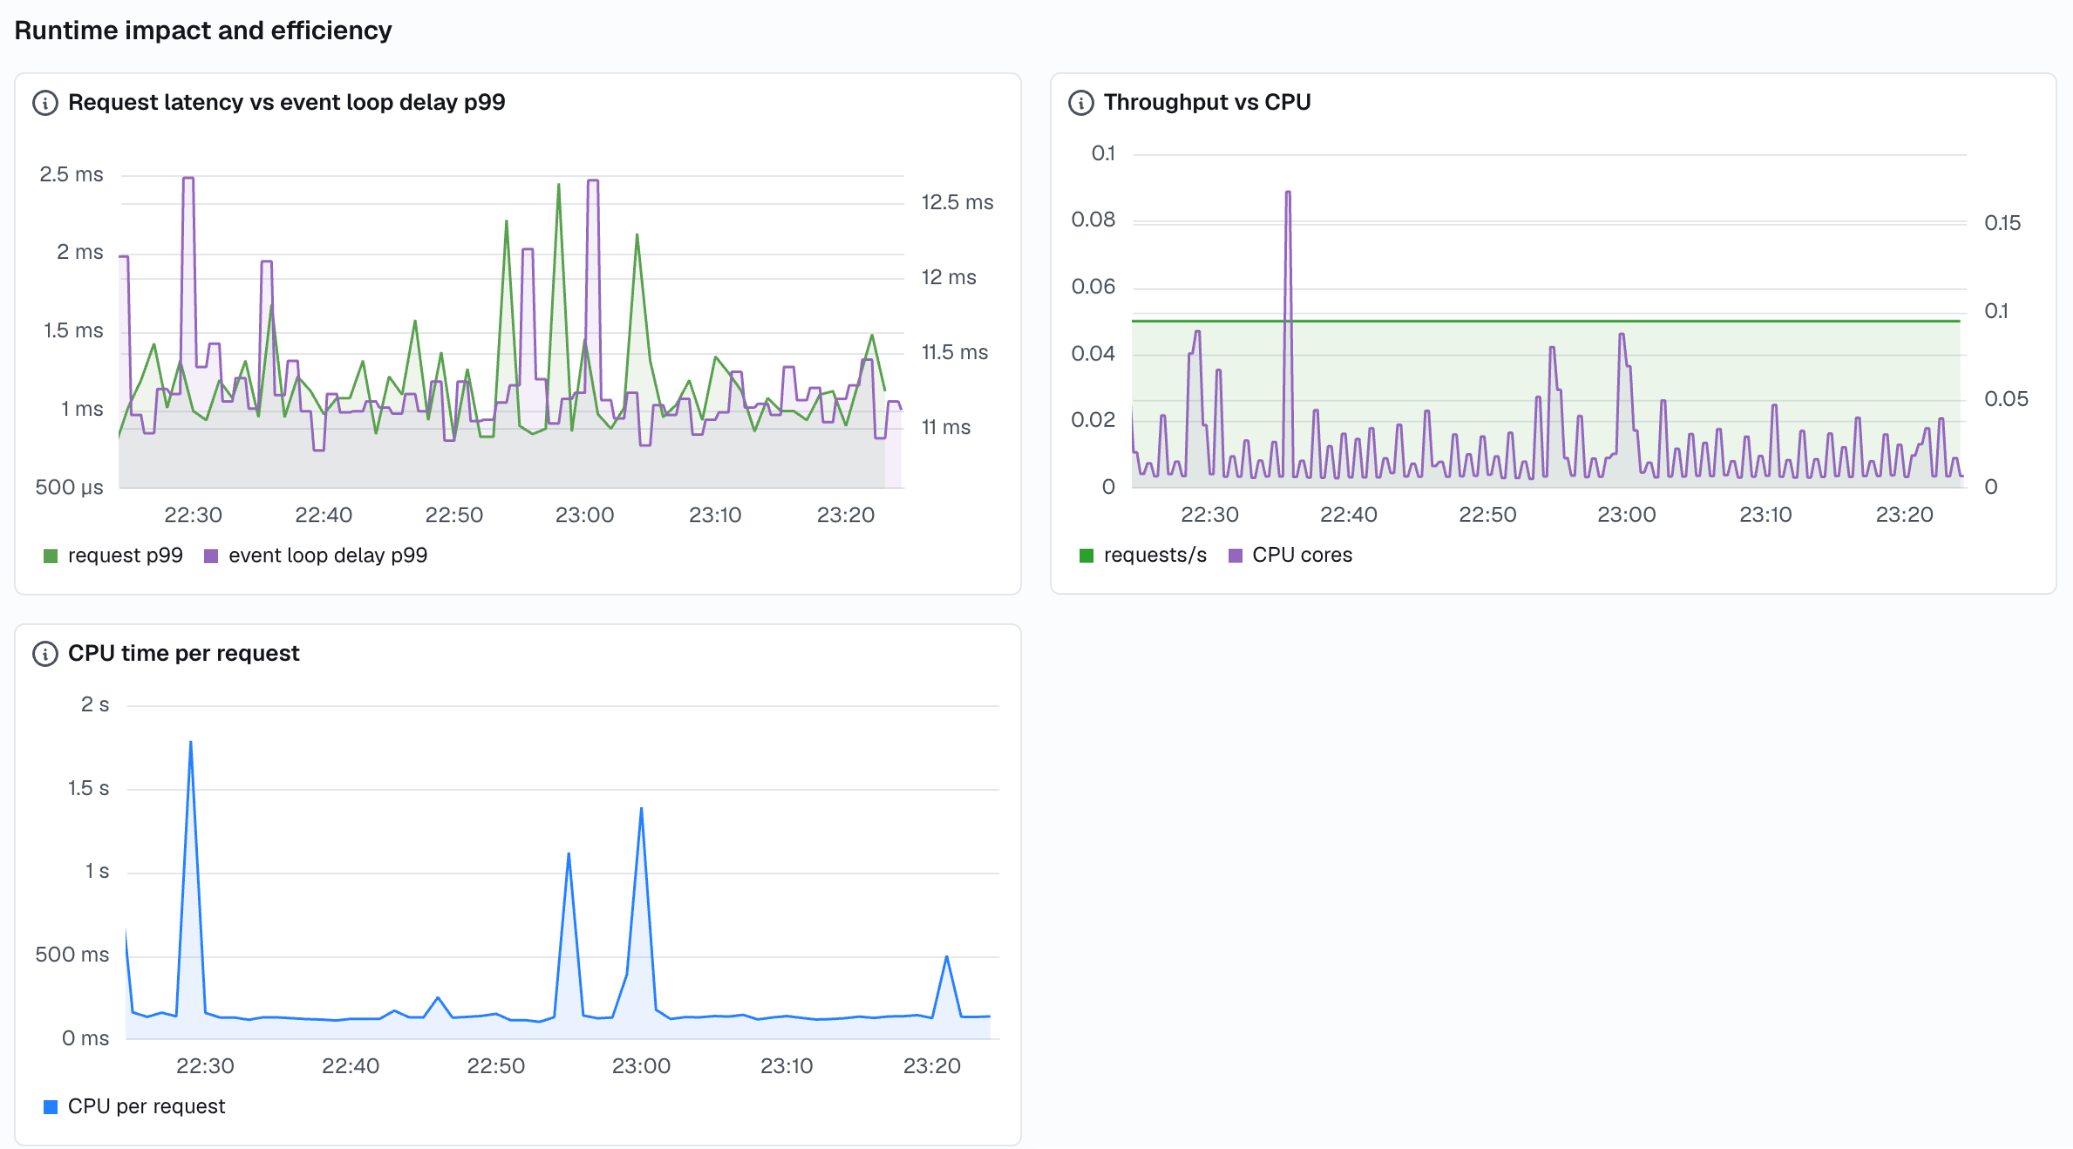 Runtime impact and efficiency
Request latency vs event loop delay p99
2.5 ms
2 ms
1.5 ms
1 ms
500 µs
12.5 ms
12 ms
11.5 ms
11 ms
22:30 22:40 22:50 23:00 23:10 23:20
request p99 event loop delay p99
Throughput vs CPU
0.1
0.08
0.06
0.04
0.02
0
0.15
0.1
0.05
0
22:30 22:40 22:50 23:00 23:10 23:20
requests/s CPU cores
CPU time per request
2 s
1.5 s
1 s
500 ms
0 ms
22:30 22:40 22:50 23:00 23:10 23:20
CPU per request